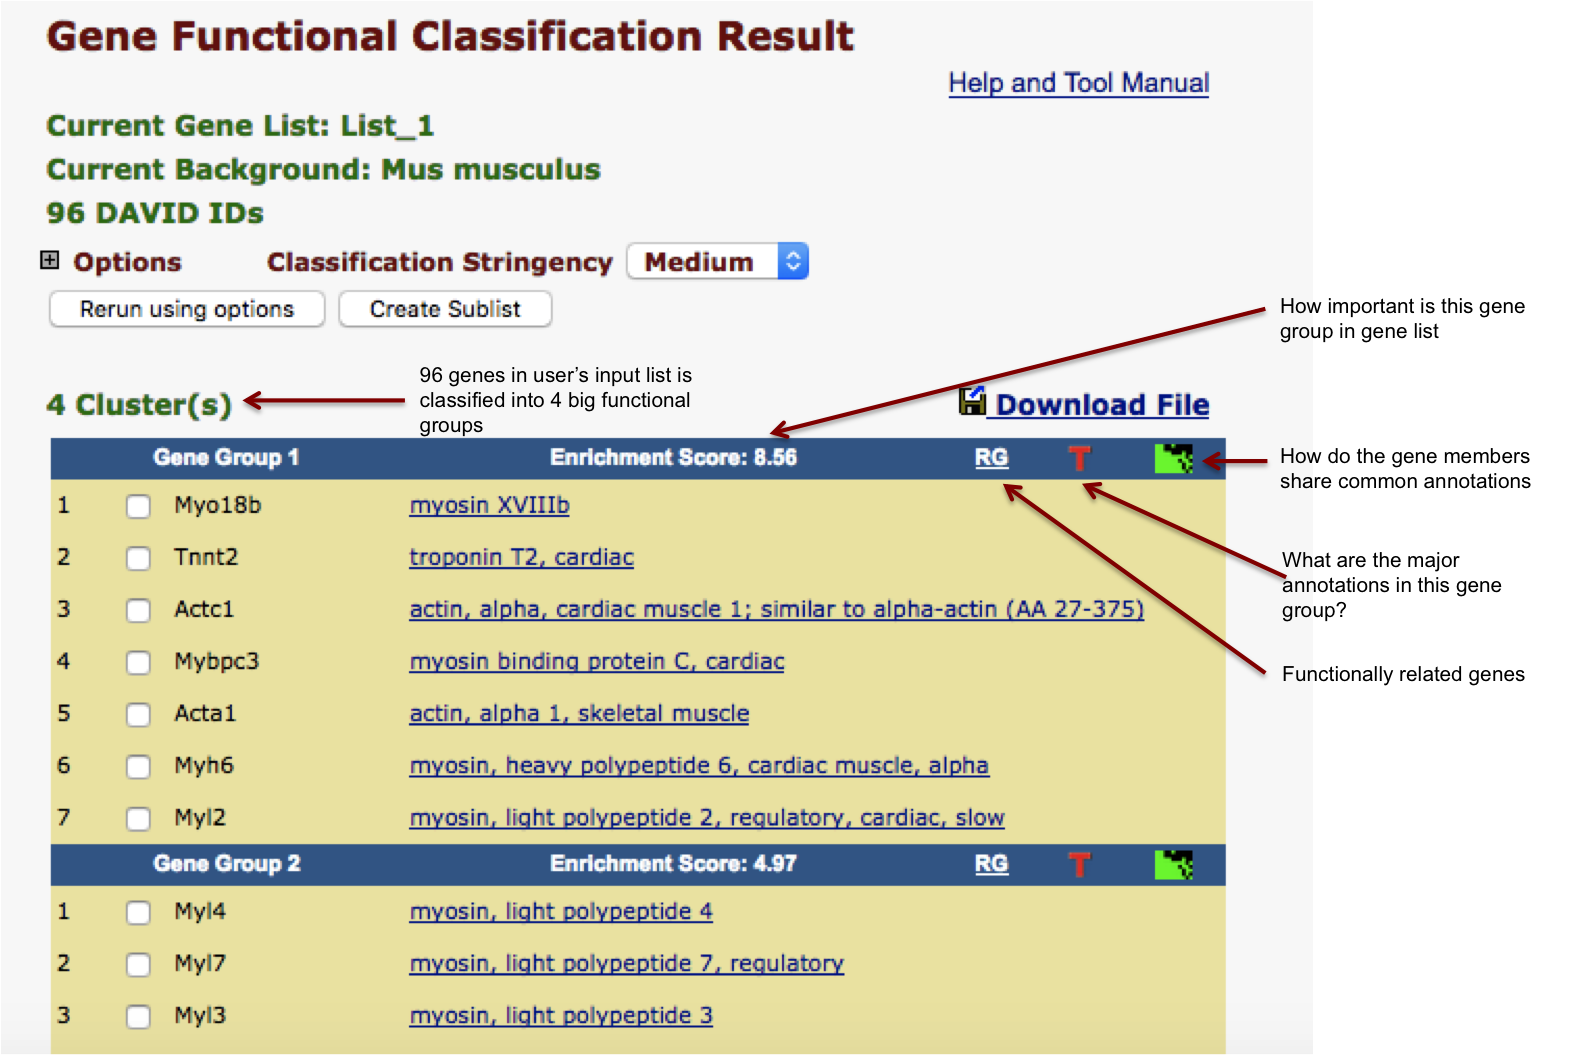 Gene Functional Classification Result
Help and Tool Manual
Current Gene List: List_1
Current Background: Mus musculus
96 DAVID IDs
Options Classification Stringency Medium
Rerun using options Create Sublist
How important is this gene
group in gene list
96 genes in user's input list is
classified into 4 big functional
groups
4 Cluster(s)
Download File
Gene Group 1 Enrichment Score: 8.56 RG T
How do the gene members
share common annotations
1 Myo18b myosin XVIIIb
2 Tnnt2 troponin T2, cardiac
3 Actc1 actin, alpha, cardiac muscle 1; similar to alpha-actin (AA 27-375)
What are the major
annotations in this gene
group?
4 Mybpc3 myosin binding protein C, cardiac
Functionally related genes
5 Acta1 actin, alpha 1, skeletal muscle
6 Myh6 myosin, heavy polypeptide 6, cardiac muscle, alpha
7 Myl2 myosin, light polypeptide 2, regulatory, cardiac, slow
Gene Group 2 Enrichment Score: 4.97 RG T
1 Myl4 myosin, light polypeptide 4
2 Myl7 myosin, light polypeptide 7, regulatory
3 Myl3 myosin, light polypeptide 3